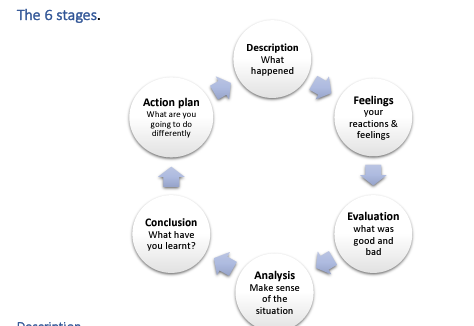 The 6 stages.
Description
What
happened
Feelings
your
reactions &
feelings
Evaluation
what was
good and
bad
Analysis
Make sense
of the
situation
Conclusion
What have
you learnt?
Action plan
What are you
going to do
differently
Description